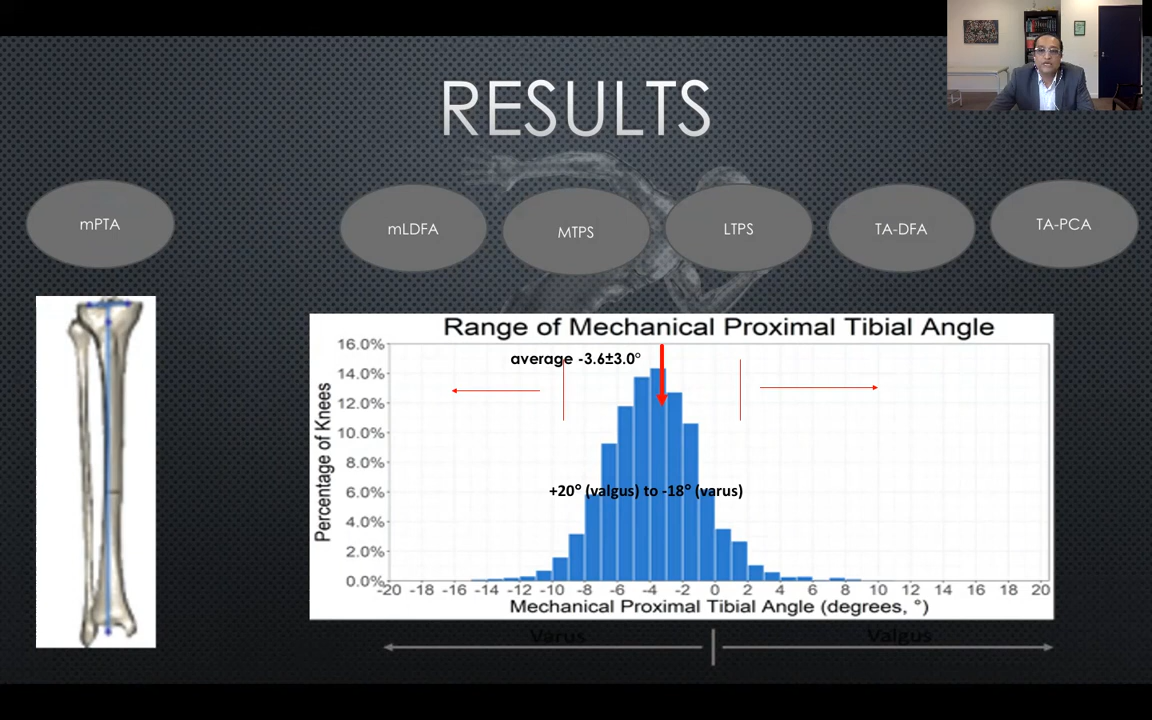 RESULTS
mPTA
mLDFA
MTPS
LTPS
TA-DFA
TA-PCA
Range of Mechanical Proximal Tibial Angle
average -3.6±3.0°
Percentage of Knees
16.0%
14.0%
12.0%
10.0%
8.0%
6.0%
4.0%
2.0%
0.0%
+20° (valgus) to -18° (varus)
-20 -18 -16 -14 -12 -10 -8 -6 -4 -2 0 2 4 6 8 10 12 14 16 18 20
Mechanical Proximal Tibial Angle (degrees, °)
Varus
Valgus